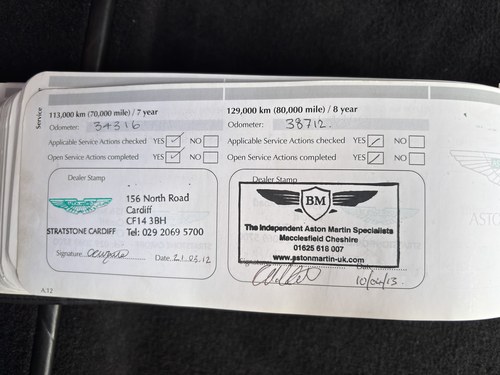 Service
113,000 km (70,000 mile) / 7 year
Odometer: 34316
Applicable Service Actions checked YES NO
Open Service Actions completed YES NO
Dealer Stamp
156 North Road
Cardiff
CF14 3BH
STRATSTONE CARDIFF Tel: 029 2069 5700
Signature Date 21.03.12
A.12
129,000 km (80,000 mile) / 8 year
Odometer: 38712
Applicable Service Actions checked YES NO
Open Service Actions completed YES NO
Dealer Stamp
BM
The Independent Aston Martin Specialists
Macclesfield Cheshire
01625 618 007
www.astonmartin-uk.com
Date
10/04/13